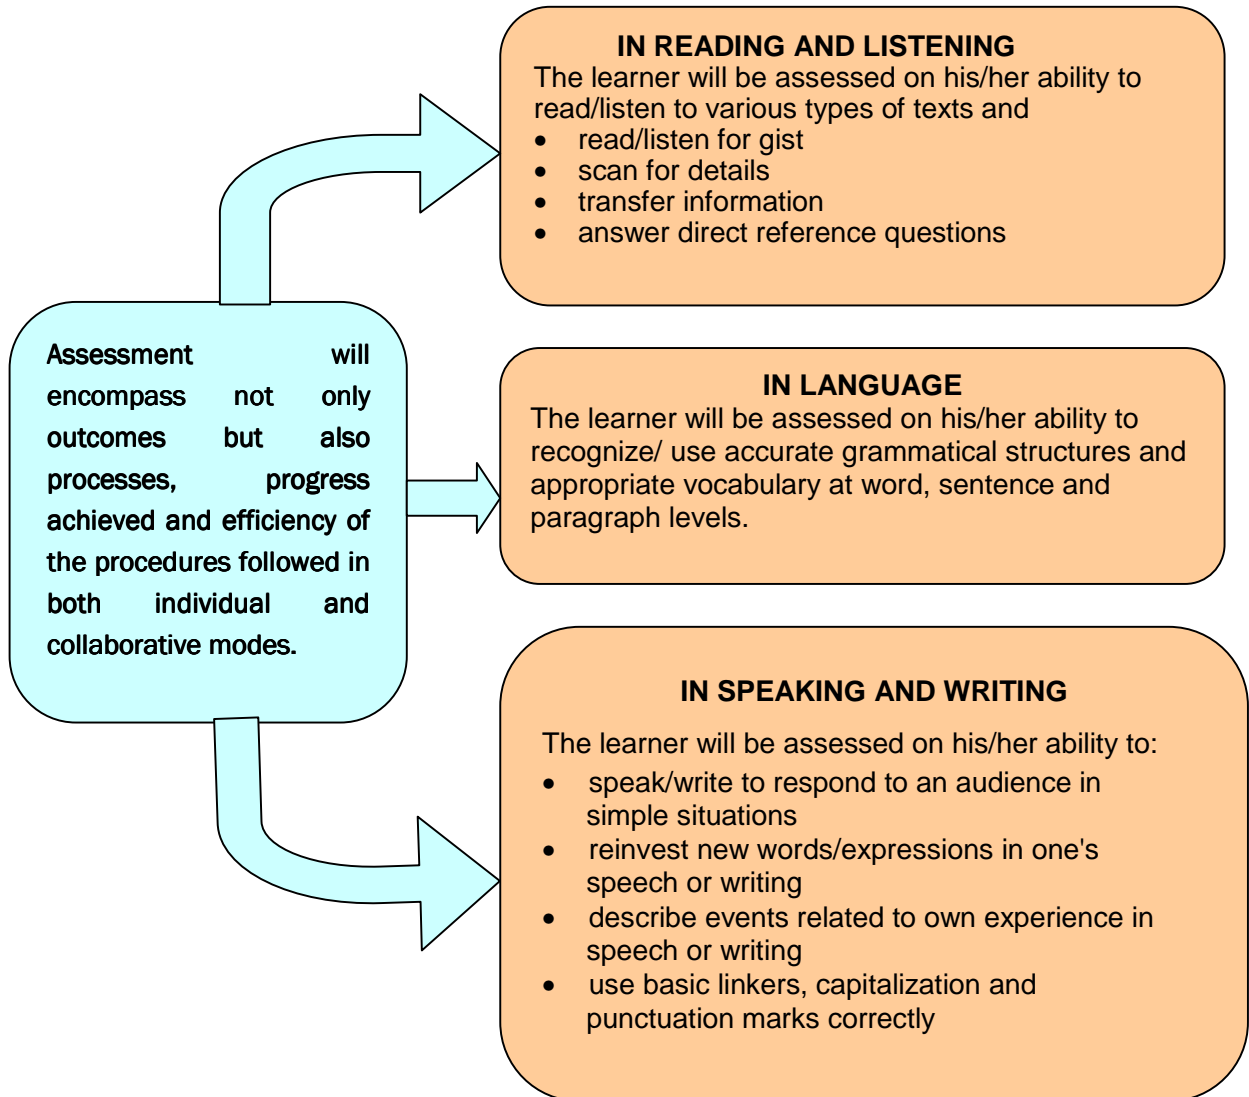 Assessment will
encompass not only
outcomes but also
processes, progress
achieved and efficiency of
the procedures followed in
both individual and
collaborative modes.
IN READING AND LISTENING
The learner will be assessed on his/her ability to
read/listen to various types of texts and
• read/listen for gist
• scan for details
• transfer information
• answer direct reference questions
IN LANGUAGE
The learner will be assessed on his/her ability to
recognize/ use accurate grammatical structures and
appropriate vocabulary at word, sentence and
paragraph levels.
IN SPEAKING AND WRITING
The learner will be assessed on his/her ability to:
• speak/write to respond to an audience in
simple situations
• reinvest new words/expressions in one's
speech or writing
• describe events related to own experience in
speech or writing
• use basic linkers, capitalization and
punctuation marks correctly